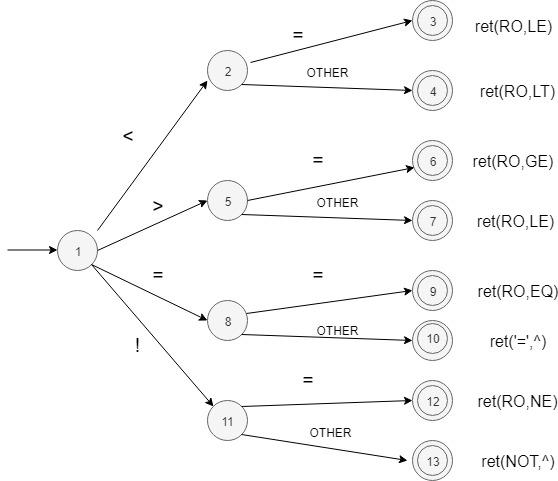 = 3 ret(RO,LE)
2
OTHER 4 ret(RO,LT)
<
= 6 ret(RO,GE)
> 5 OTHER 7 ret(RO,LE)
1
= = 9 ret(RO,EQ)
8 OTHER 10 ret('=',^)
!
= 12 ret(RO,NE)
11 OTHER 13 ret(NOT,^)